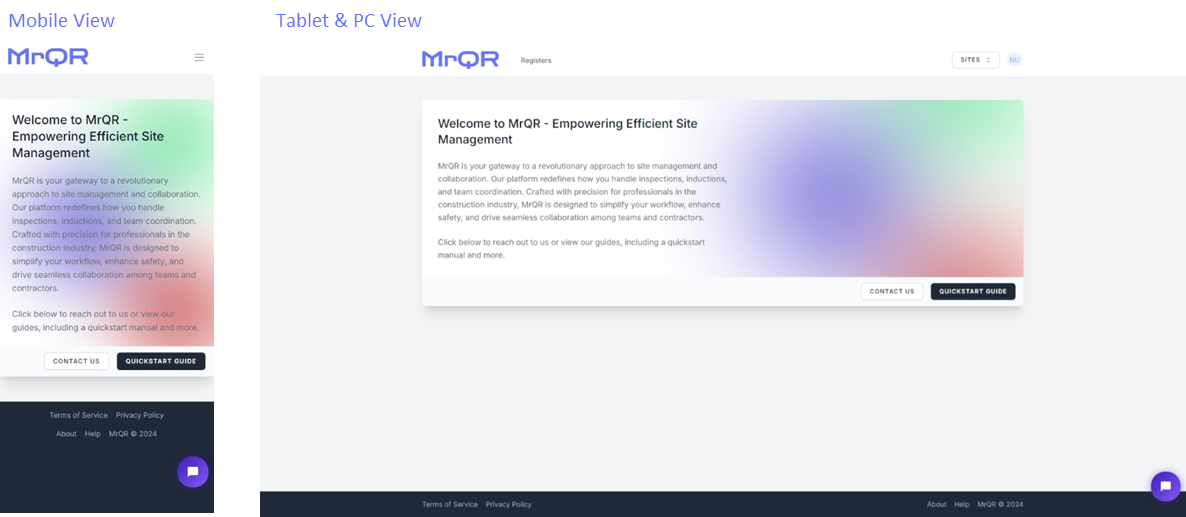 Mobile View
MrQR
Welcome to MrQR -
Empowering Efficient Site
Management
MrQR is your gateway to a revolutionary
approach to site management and collaboration.
Our platform redefines how you handle
inspections, inductions, and team coordination.
Crafted with precision for professionals in the
construction industry, MrQR is designed to
simplify your workflow, enhance safety, and
drive seamless collaboration among teams and
contractors.
Click below to reach out to us or view our
guides, including a quickstart manual and more.
CONTACT US QUICKSTART GUIDE
Terms of Service Privacy Policy
About Help MrQR © 2024
Tablet & PC View
MrQR Registers SITES NU
Welcome to MrQR - Empowering Efficient Site
Management
MrQR is your gateway to a revolutionary approach to site management and
collaboration. Our platform redefines how you handle inspections, inductions,
and team coordination. Crafted with precision for professionals in the
construction industry, MrQR is designed to simplify your workflow, enhance
safety, and drive seamless collaboration among teams and contractors.
Click below to reach out to us or view our guides, including a quickstart
manual and more.
CONTACT US QUICKSTART GUIDE
Terms of Service Privacy Policy About Help MrQR © 2024